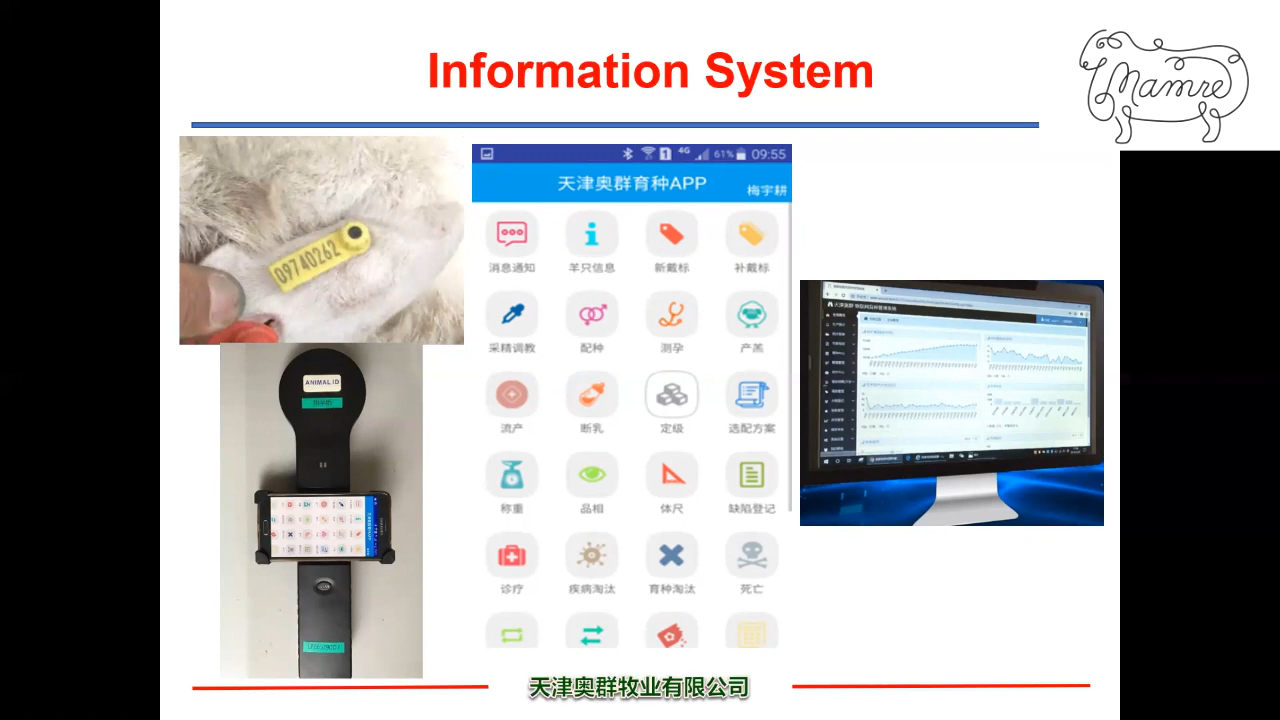 Information System
Mamre
09740262
ANIMAL ID
4G 61% 09:55
天津奥群育种APP
梅宇耕
消息通知 羊只信息 新戴标 补戴标
采精调教 配种 测孕 产羔
流产 断乳 定级 选配方案
称重 品相 体尺 缺陷登记
诊疗 疾病淘汰 育种淘汰 死亡
天津奥群牧业有限公司